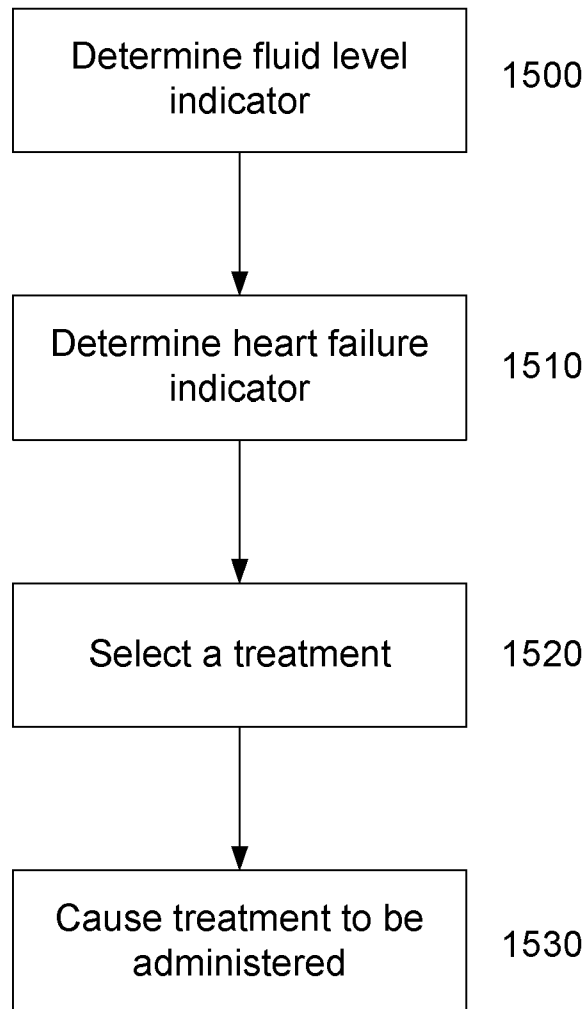 Determine fluid level
indicator
1500
Determine heart failure
indicator
1510
Select a treatment
1520
Cause treatment to be
administered
1530